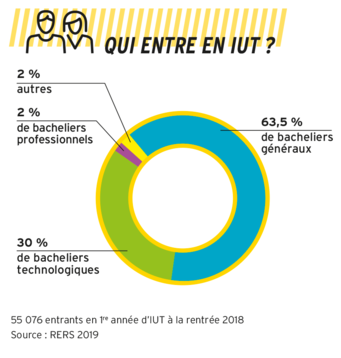 QUI ENTRE EN IUT ?
2 %
autres
2 %
de bacheliers
professionnels
63,5 %
de bacheliers
généraux
30 %
de bacheliers
technologiques
55 076 entrants en 1re année d'IUT à la rentrée 2018
Source : RERS 2019